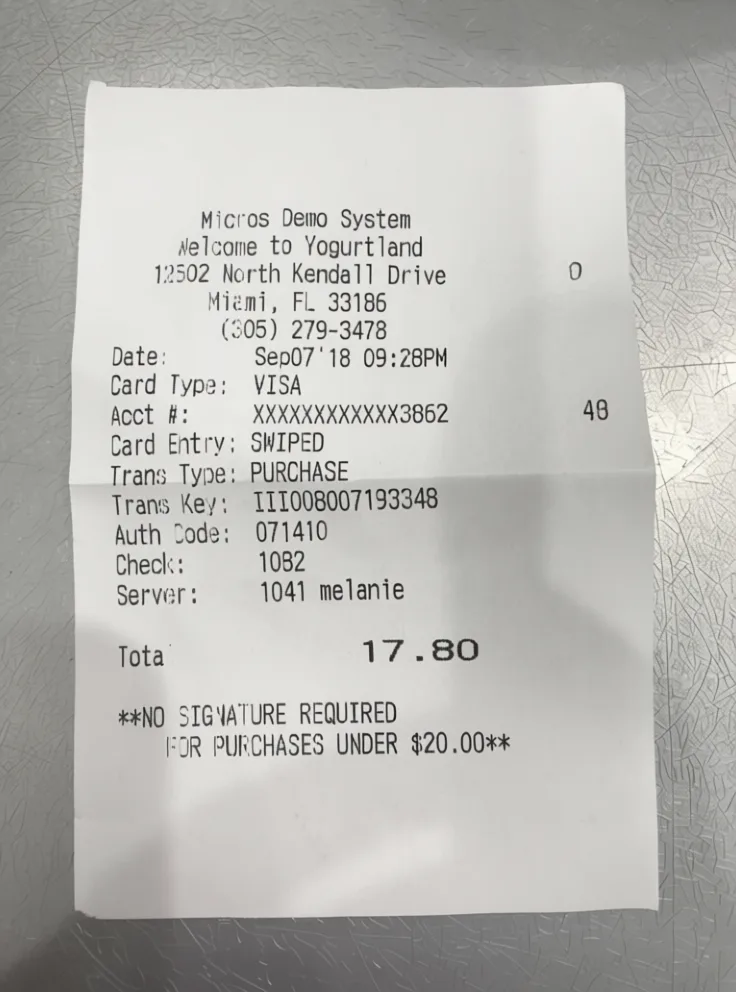 Micros Demo System
Welcome to Yogurtland
12502 North Kendall Drive 0
Miami, FL 33186
(305) 279-3478
Date: Sep07'18 09:28PM
Card Type: VISA
Acct #: XXXXXXXXXXXX3862 48
Card Entry: SWIPED
Trans Type: PURCHASE
Trans Key: III008007193348
Auth Code: 071410
Check: 1082
Server: 1041 melanie
Tota 17.80
**NO SIGNATURE REQUIRED
FOR PURCHASES UNDER $20.00**